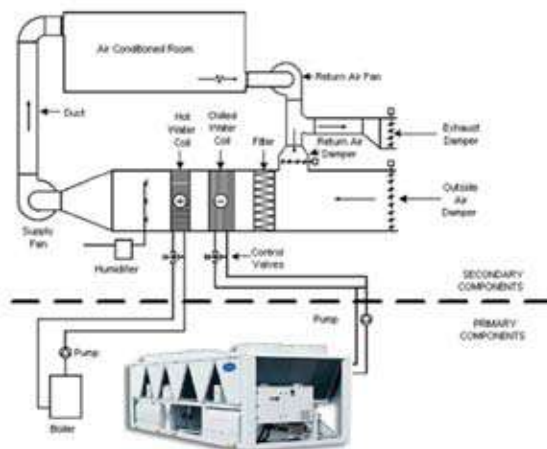 Air Conditioned Room
Return Air Fan
Duct
Hot
Water
Coil
Chilled
Water
Coil
Filter
Return Air
Damper
Exhaust
Damper
Outside
Air
Damper
Supply
Fan
Humidifier
Control
Valves
SECONDARY
COMPONENTS
Pump
PRIMARY
COMPONENTS
Pump
Boiler